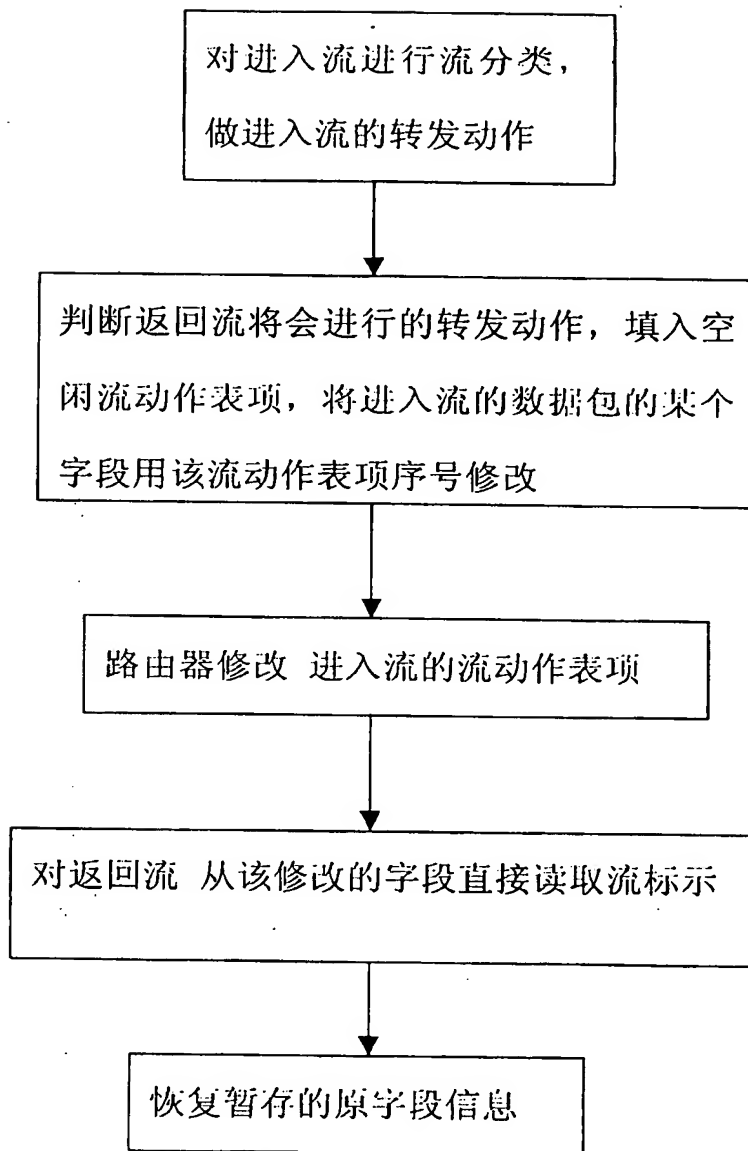 对进入流进行流分类，
做进入流的转发动作
判断返回流将会进行的转发动作，填入空
闲流动作表项，将进入流的数据包的某个
字段用该流动作表项序号修改
路由器修改 进入流的流动作表项
对返回流 从该修改的字段直接读取流标示
恢复暂存的原字段信息